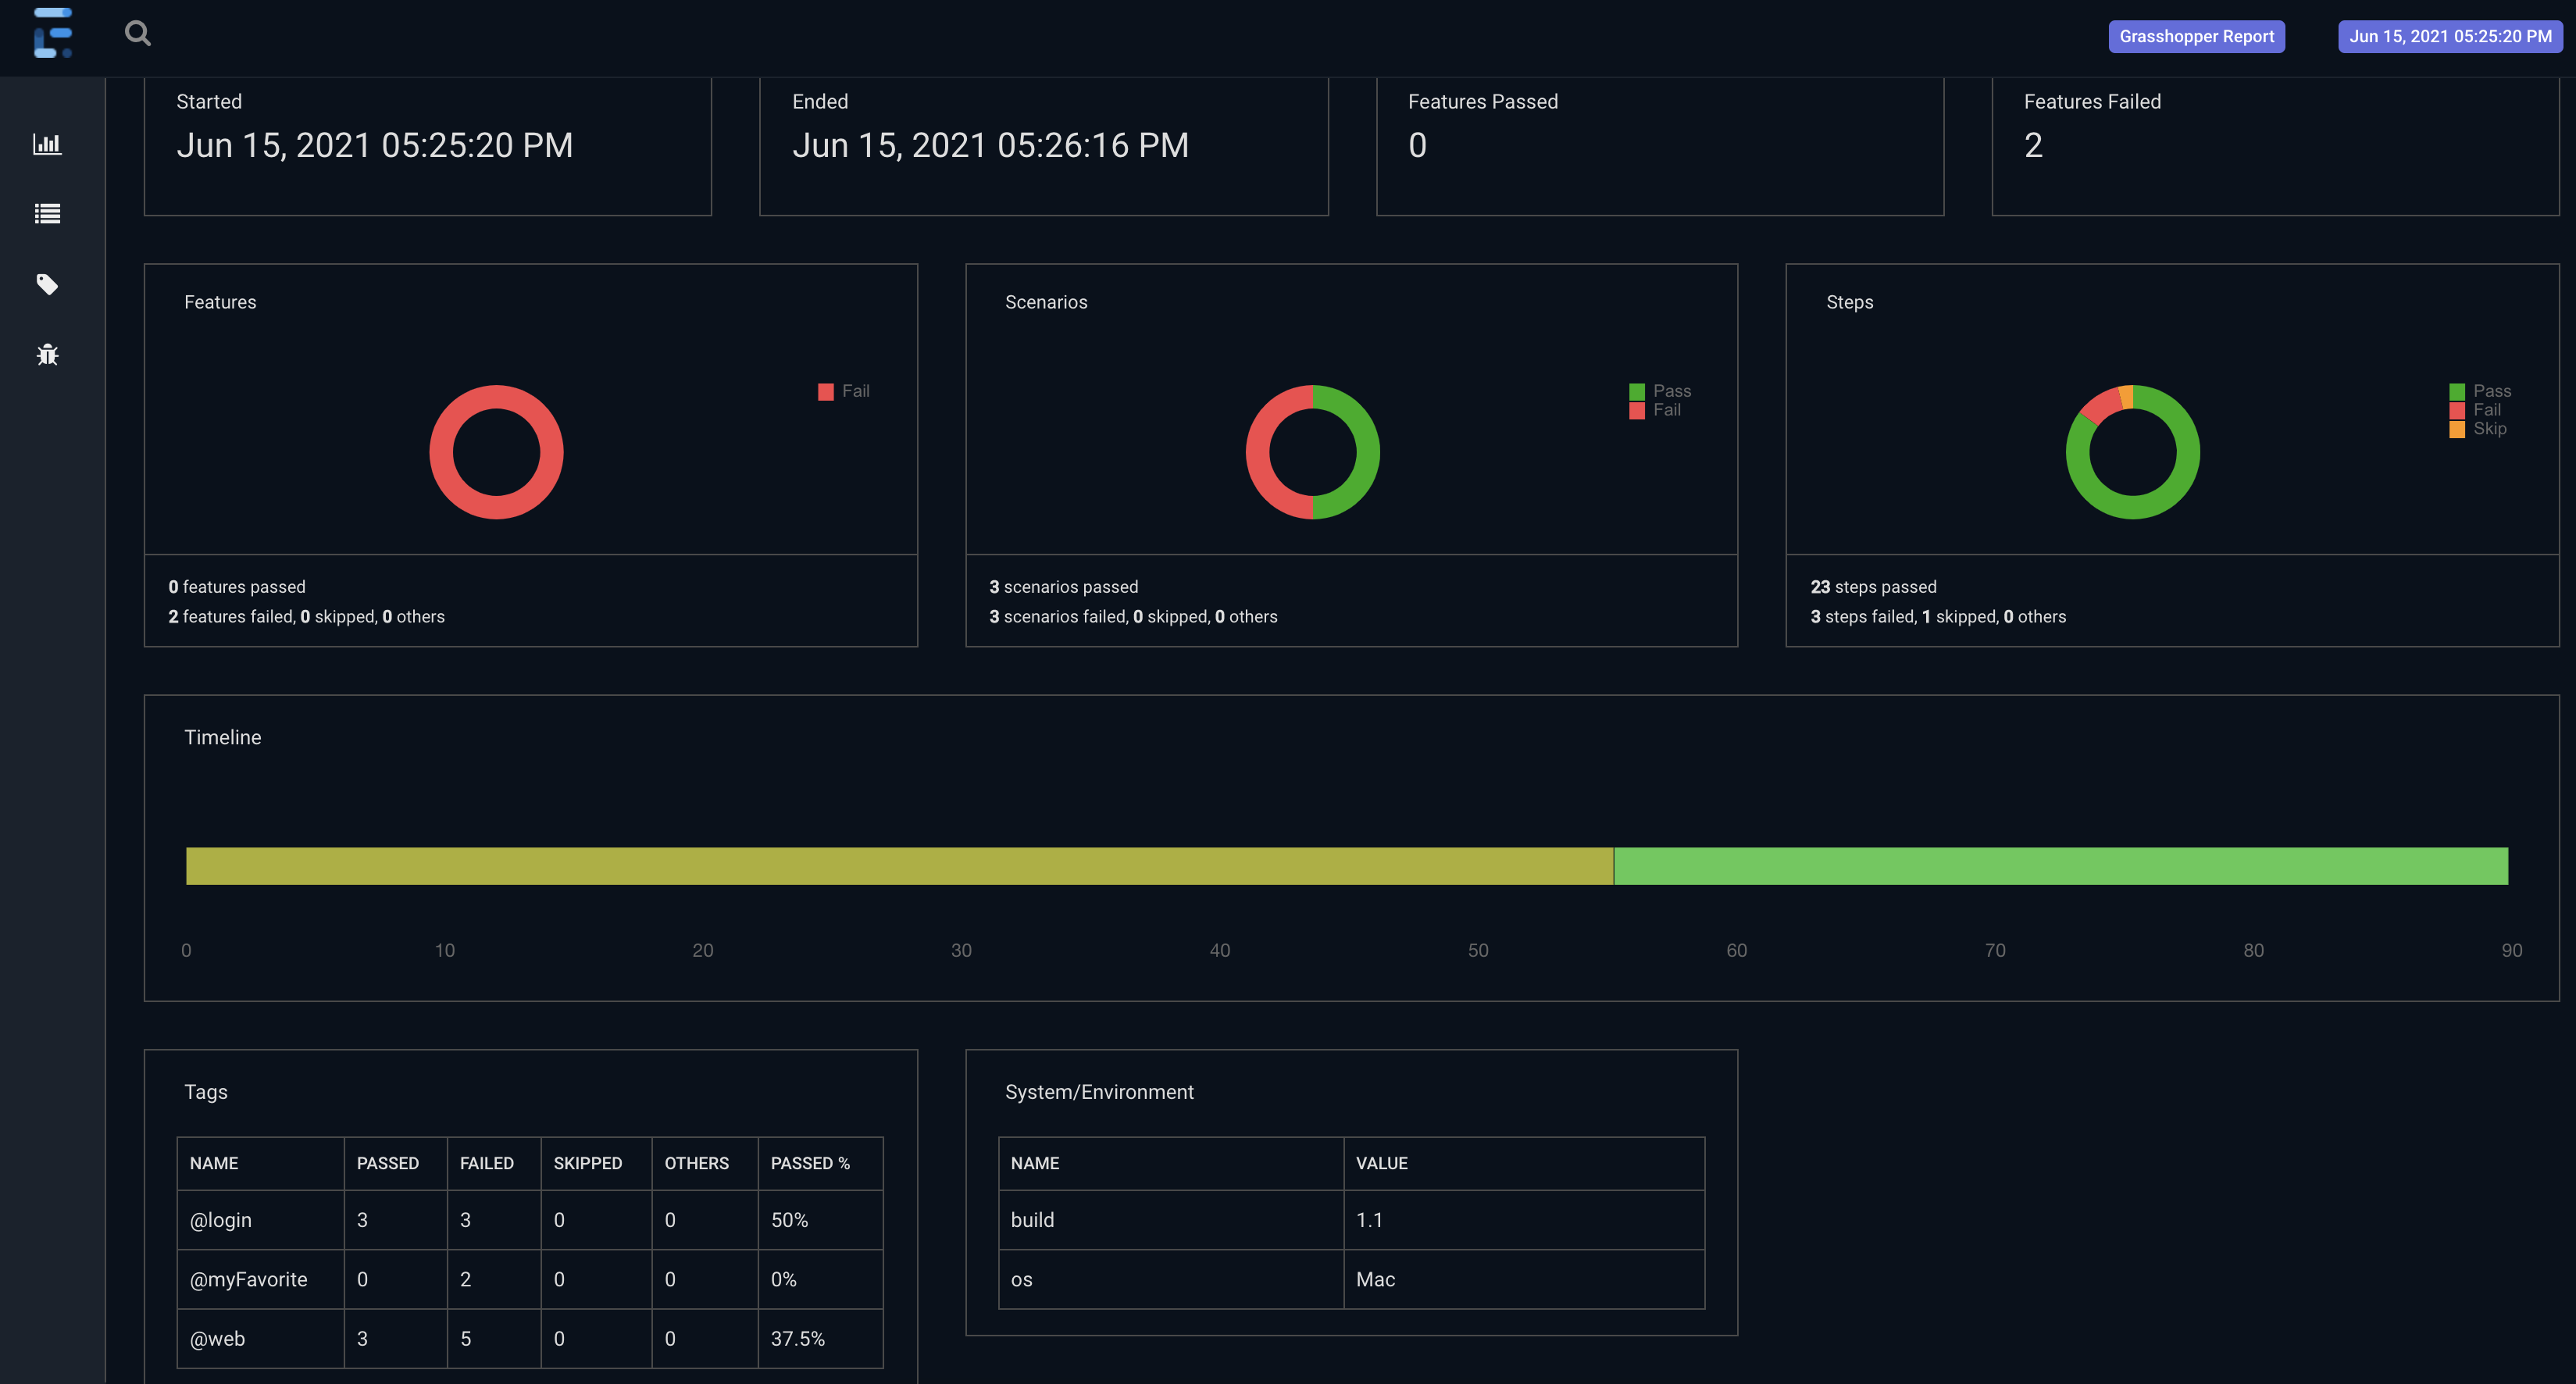 Grasshopper Report
Jun 15, 2021 05:25:20 PM
Started
Jun 15, 2021 05:25:20 PM
Ended
Jun 15, 2021 05:26:16 PM
Features Passed
0
Features Failed
2
Features
Fail
0 features passed
2 features failed, 0 skipped, 0 others
Scenarios
Pass
Fail
3 scenarios passed
3 scenarios failed, 0 skipped, 0 others
Steps
Pass
Fail
Skip
23 steps passed
3 steps failed, 1 skipped, 0 others
Timeline
0 10 20 30 40 50 60 70 80 90
Tags
NAME PASSED FAILED SKIPPED OTHERS PASSED %
@login 3 3 0 0 50%
@myFavorite 0 2 0 0 0%
@web 3 5 0 0 37.5%
System/Environment
NAME VALUE
build 1.1
os Mac